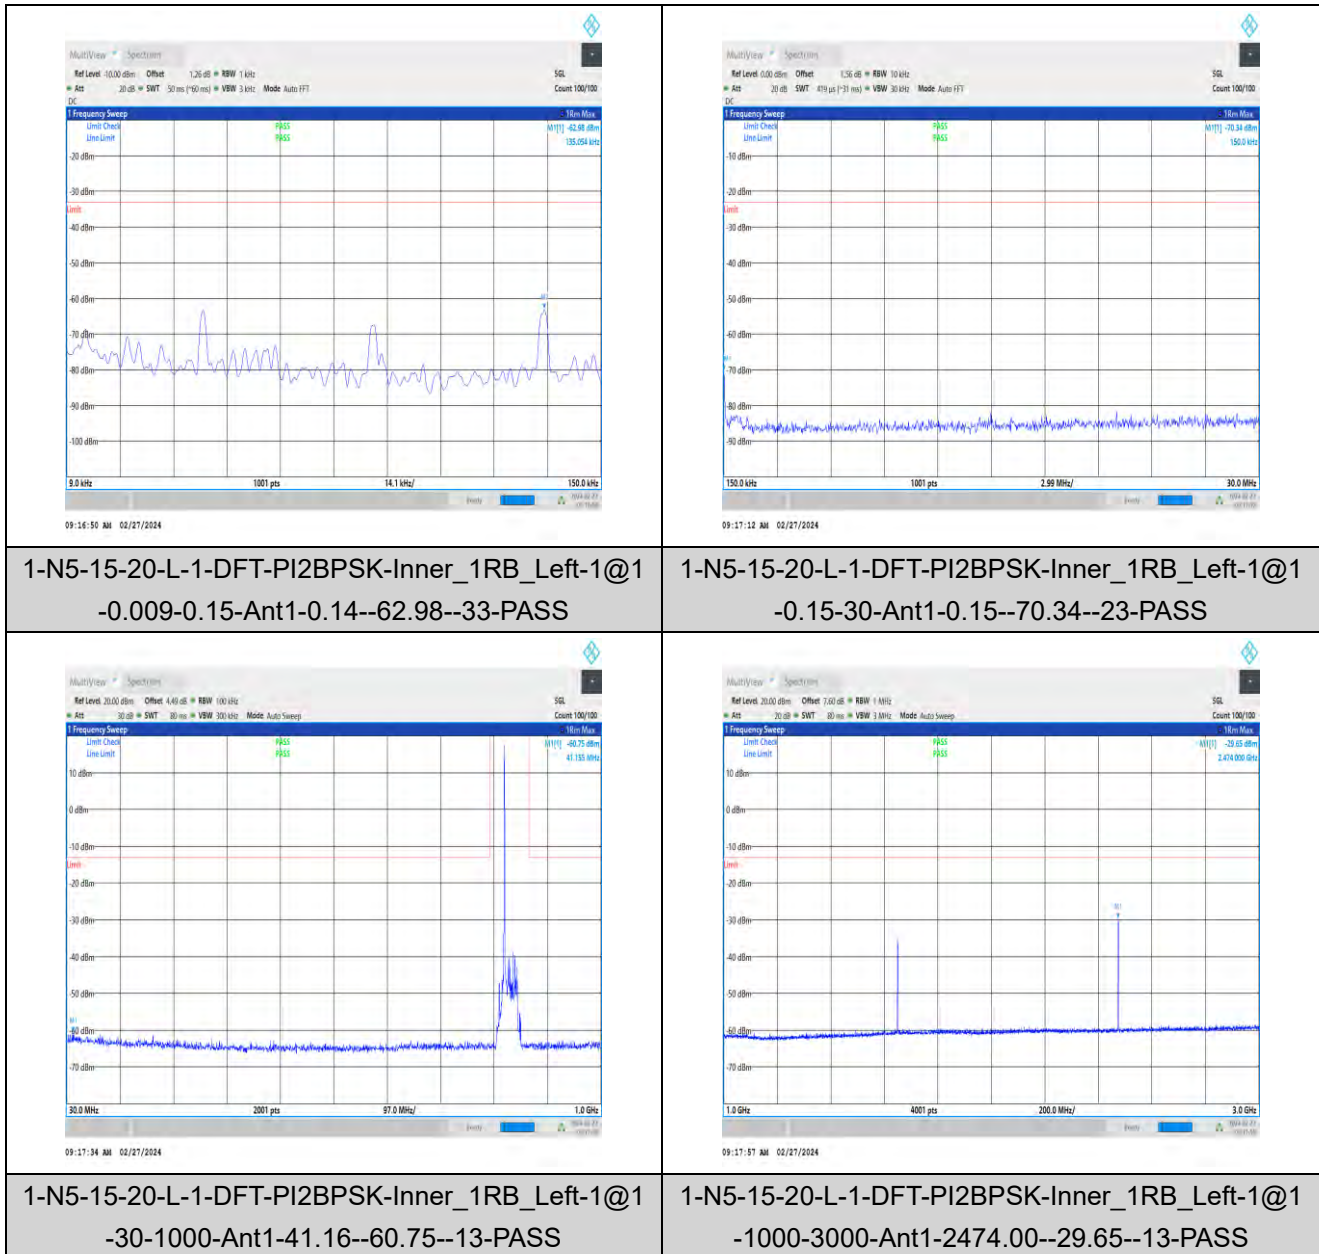 MultiView Spectrum
Ref Level -10.00 dBm Offset 1.26 dB RBW 1 kHz SGL
Att 20 dB SWT 50 ms (~60 ms) VBW 3 kHz Mode Auto FFT Count 100/100
DC
1 Frequency Sweep 1Rm Max
Limit Check PASS M1[1] -62.98 dBm
Line Limit PASS 135.054 kHz
-20 dBm
-30 dBm
Limit
-40 dBm
-50 dBm
-60 dBm
M1
-70 dBm
-80 dBm
-90 dBm
-100 dBm
9.0 kHz 1001 pts 14.1 kHz/ 150.0 kHz
Ready
09:16:50 AM 02/27/2024
1-N5-15-20-L-1-DFT-PI2BPSK-Inner_1RB_Left-1@1
-0.009-0.15-Ant1-0.14--62.98--33-PASS
MultiView Spectrum
Ref Level 0.00 dBm Offset 1.56 dB RBW 10 kHz SGL
Att 20 dB SWT 419 µs (~31 ms) VBW 30 kHz Mode Auto FFT Count 100/100
DC
1 Frequency Sweep 1Rm Max
Limit Check PASS M1[1] -70.34 dBm
Line Limit PASS 150.0 kHz
-10 dBm
-20 dBm
Limit
-30 dBm
-40 dBm
-50 dBm
-60 dBm
M1
-70 dBm
-80 dBm
-90 dBm
150.0 kHz 1001 pts 2.99 MHz/ 30.0 MHz
Ready
09:17:12 AM 02/27/2024
1-N5-15-20-L-1-DFT-PI2BPSK-Inner_1RB_Left-1@1
-0.15-30-Ant1-0.15--70.34--23-PASS
MultiView Spectrum
Ref Level 20.00 dBm Offset 4.49 dB RBW 100 kHz SGL
Att 30 dB SWT 80 ms VBW 300 kHz Mode Auto Sweep Count 100/100
1 Frequency Sweep 1Rm Max
Limit Check PASS M1[1] -60.75 dBm
Line Limit PASS 41.155 MHz
10 dBm
0 dBm
-10 dBm
Limit
-20 dBm
-30 dBm
-40 dBm
-50 dBm
M1
-60 dBm
-70 dBm
30.0 MHz 2001 pts 97.0 MHz/ 1.0 GHz
Ready
09:17:34 AM 02/27/2024
1-N5-15-20-L-1-DFT-PI2BPSK-Inner_1RB_Left-1@1
-30-1000-Ant1-41.16--60.75--13-PASS
MultiView Spectrum
Ref Level 20.00 dBm Offset 7.60 dB RBW 1 MHz SGL
Att 20 dB SWT 80 ms VBW 3 MHz Mode Auto Sweep Count 100/100
1 Frequency Sweep 1Rm Max
Limit Check PASS M1[1] -29.65 dBm
Line Limit PASS 2.474 000 GHz
10 dBm
0 dBm
-10 dBm
Limit
-20 dBm
M1
-30 dBm
-40 dBm
-50 dBm
-60 dBm
-70 dBm
1.0 GHz 4001 pts 200.0 MHz/ 3.0 GHz
Ready
09:17:57 AM 02/27/2024
1-N5-15-20-L-1-DFT-PI2BPSK-Inner_1RB_Left-1@1
-1000-3000-Ant1-2474.00--29.65--13-PASS